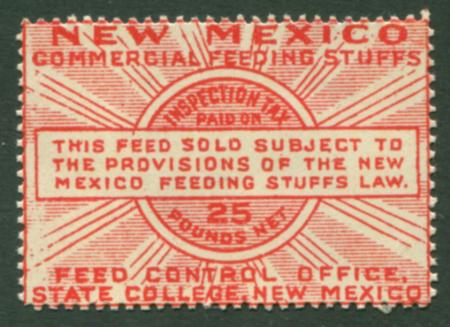 NEW MEXICO
COMMERCIAL FEEDING STUFFS
INSPECTION TAX
PAID ON
THIS FEED SOLD SUBJECT TO
THE PROVISIONS OF THE NEW
MEXICO FEEDING STUFFS LAW.
25
POUNDS NET
FEED CONTROL OFFICE,
STATE COLLEGE, NEW MEXICO